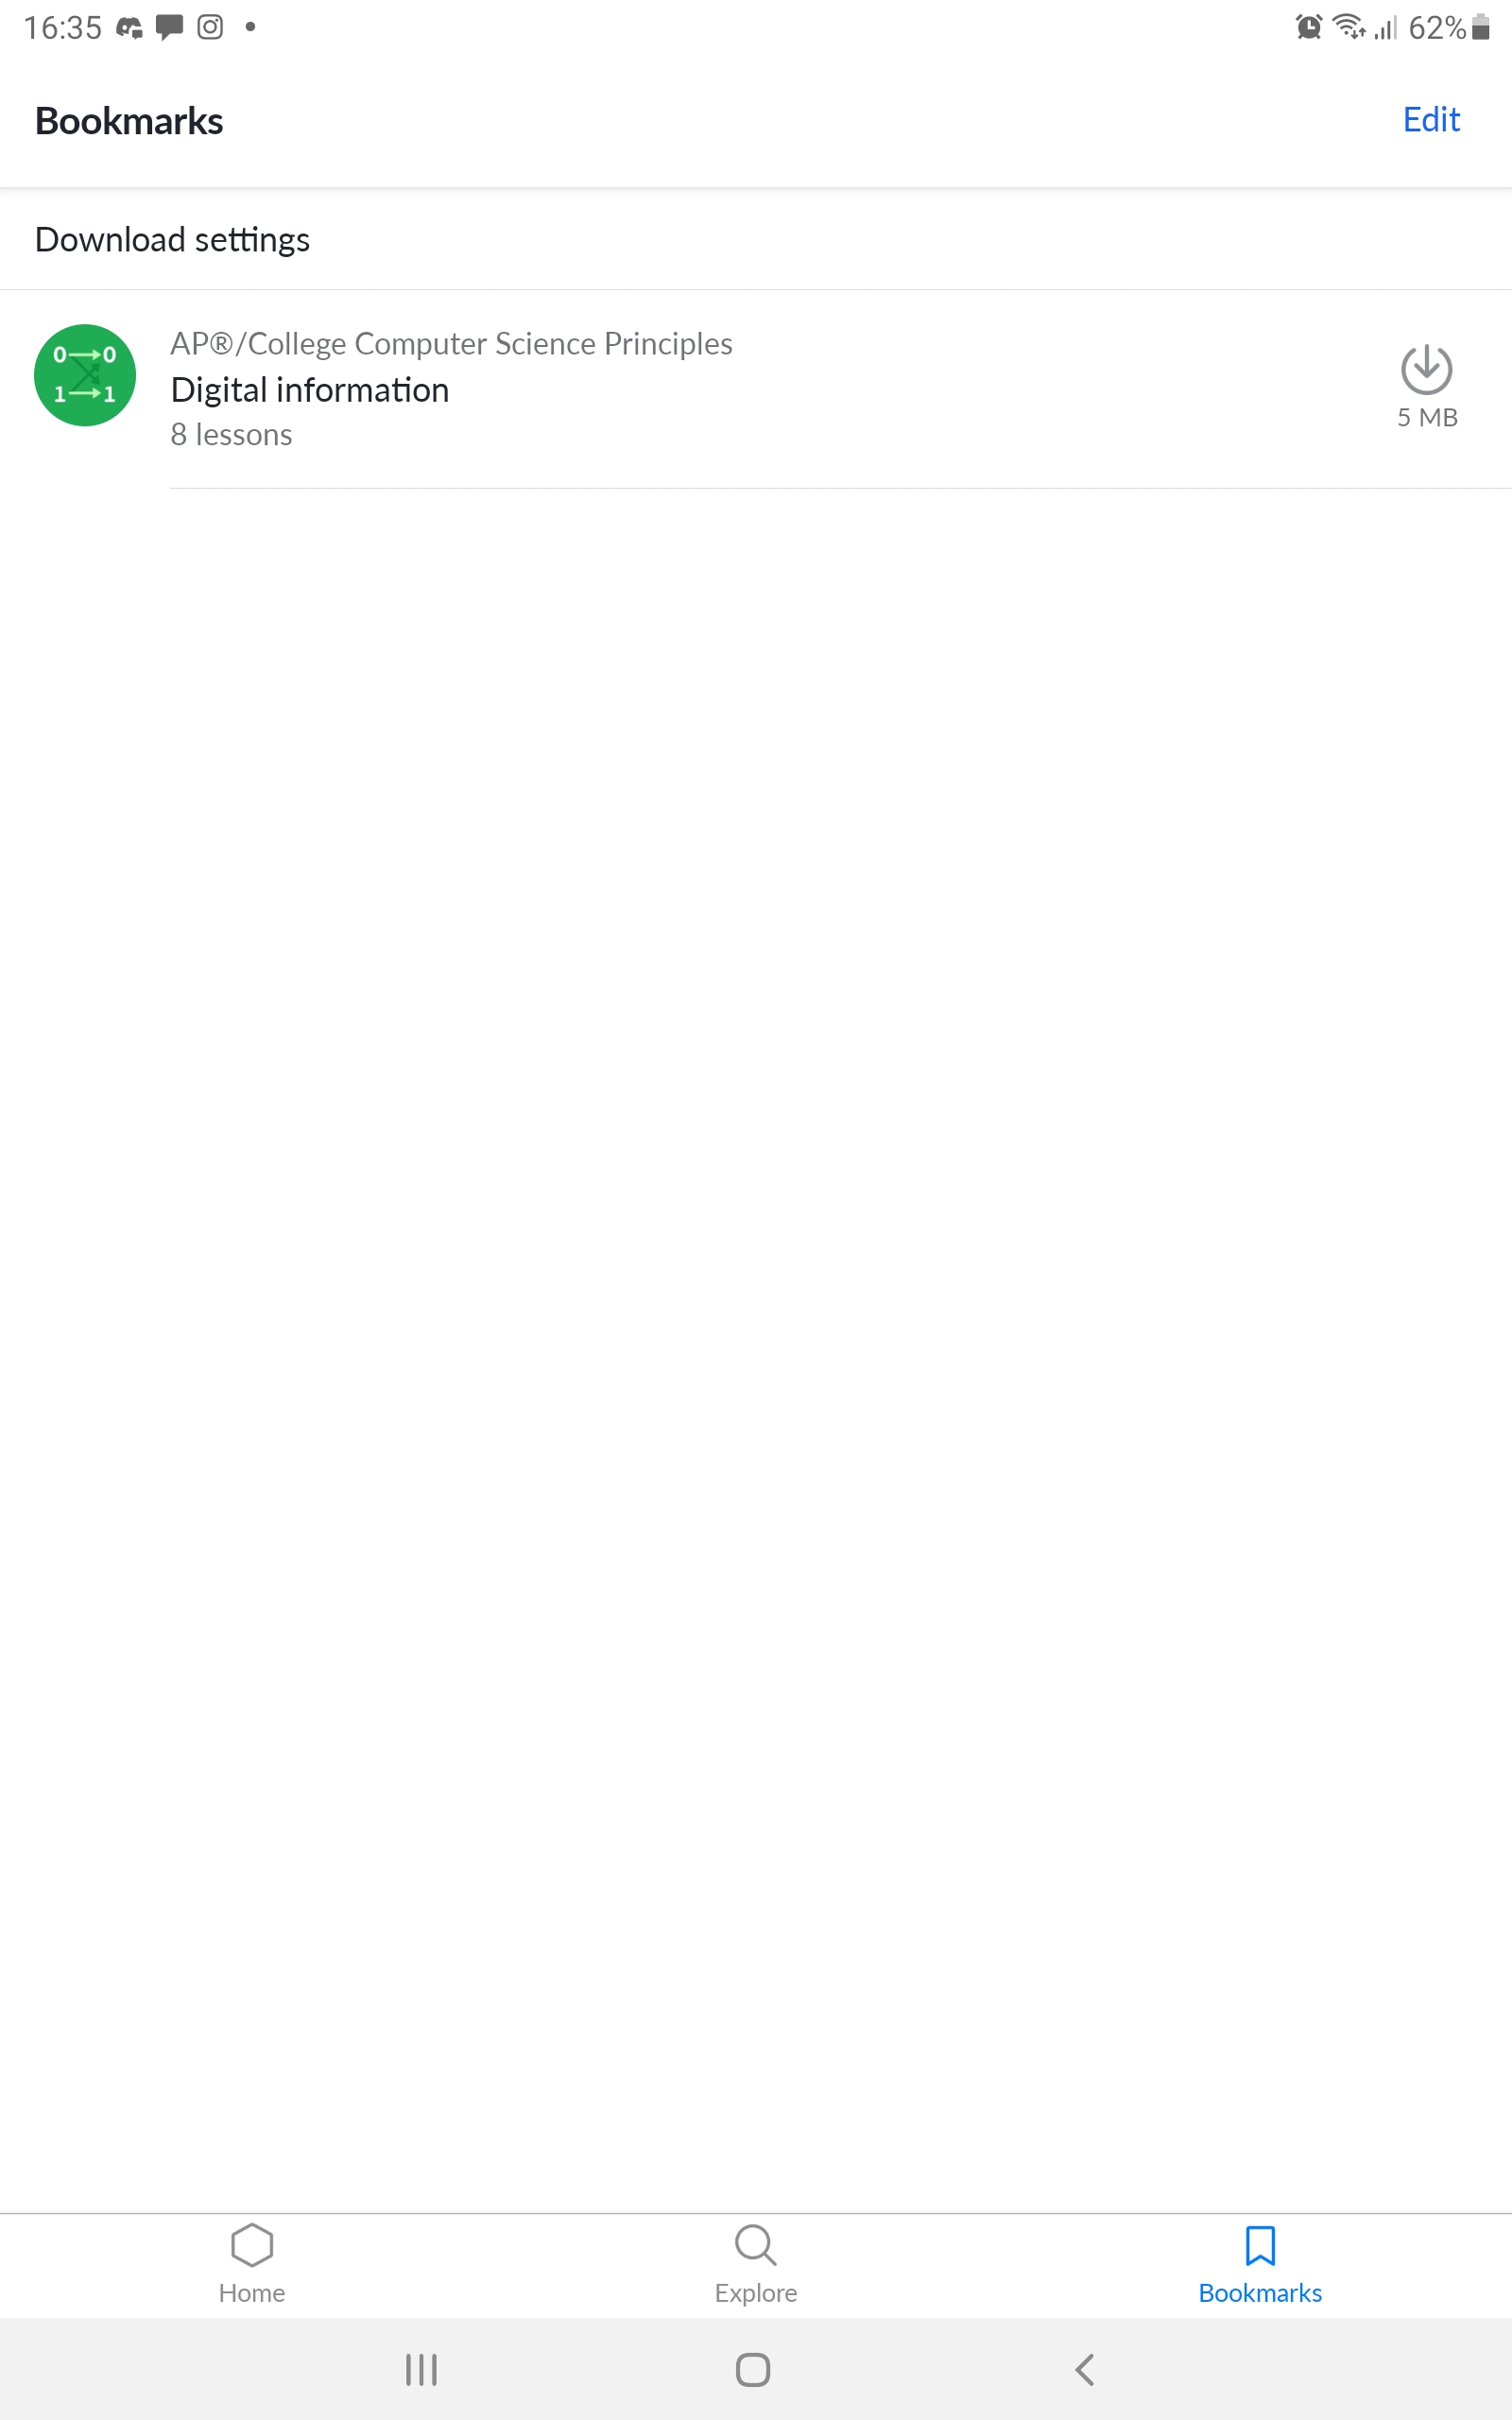 16:35
62%
Bookmarks
Edit
Download settings
0 0
1 1
AP®/College Computer Science Principles
Digital information
8 lessons
5 MB
Home
Explore
Bookmarks